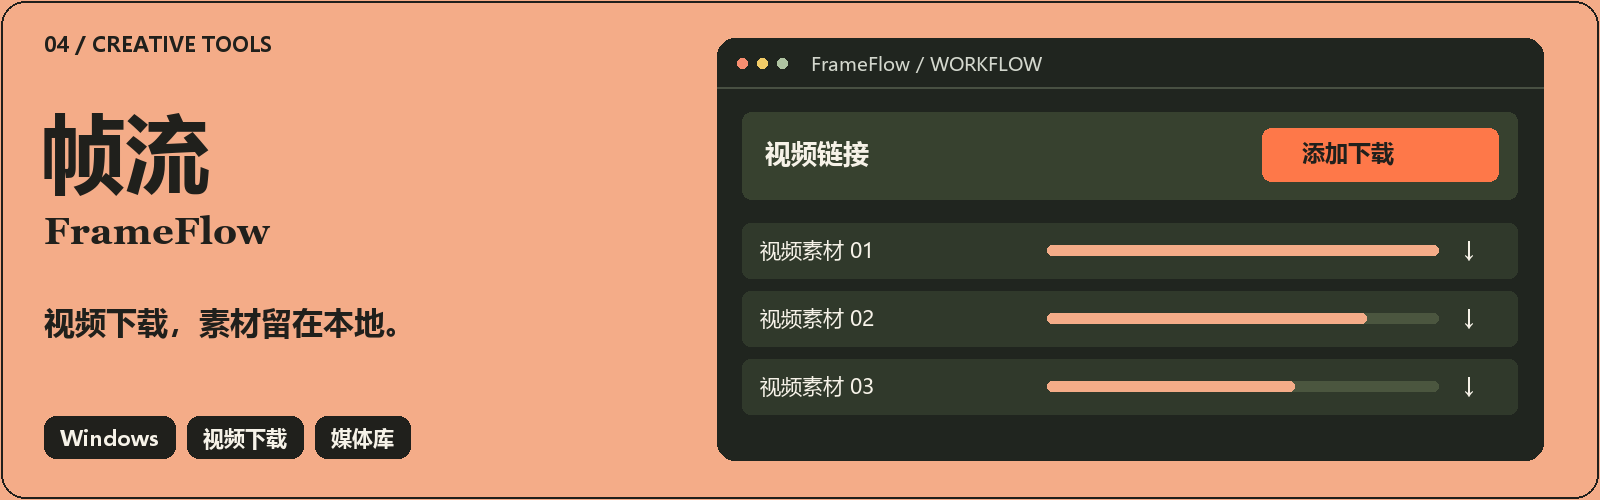 04 / CREATIVE TOOLS
帧流
FrameFlow
视频下载，素材留在本地。
Windows
视频下载
媒体库
FrameFlow / WORKFLOW
视频链接
添加下载
视频素材 01
↓
视频素材 02
↓
视频素材 03
↓